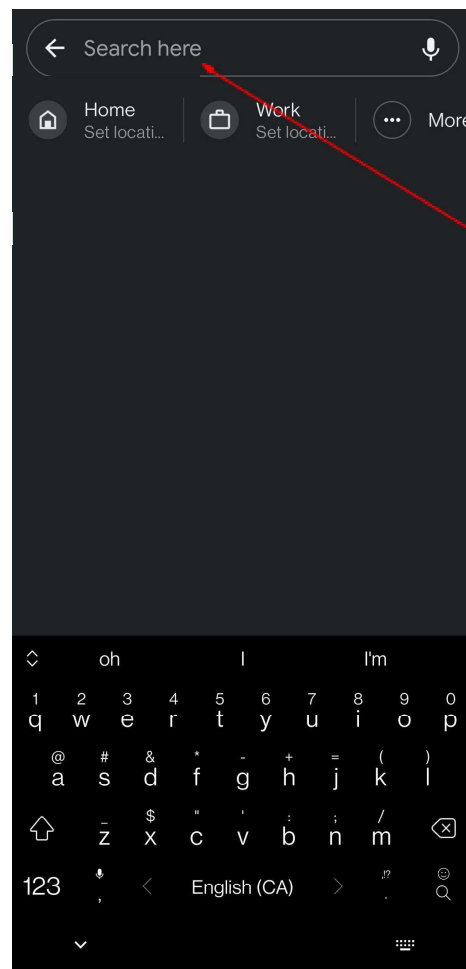 Search here
Home Work More
Set locati... Set locati...
oh I I'm
1 2 3 4 5 6 7 8 9 0
q w e r t y u i o p
@ # & * - + = ( )
a s d f g h j k l
_ $ " ' : ; /
z x c v b n m
123 , < English (CA) > ,!? .